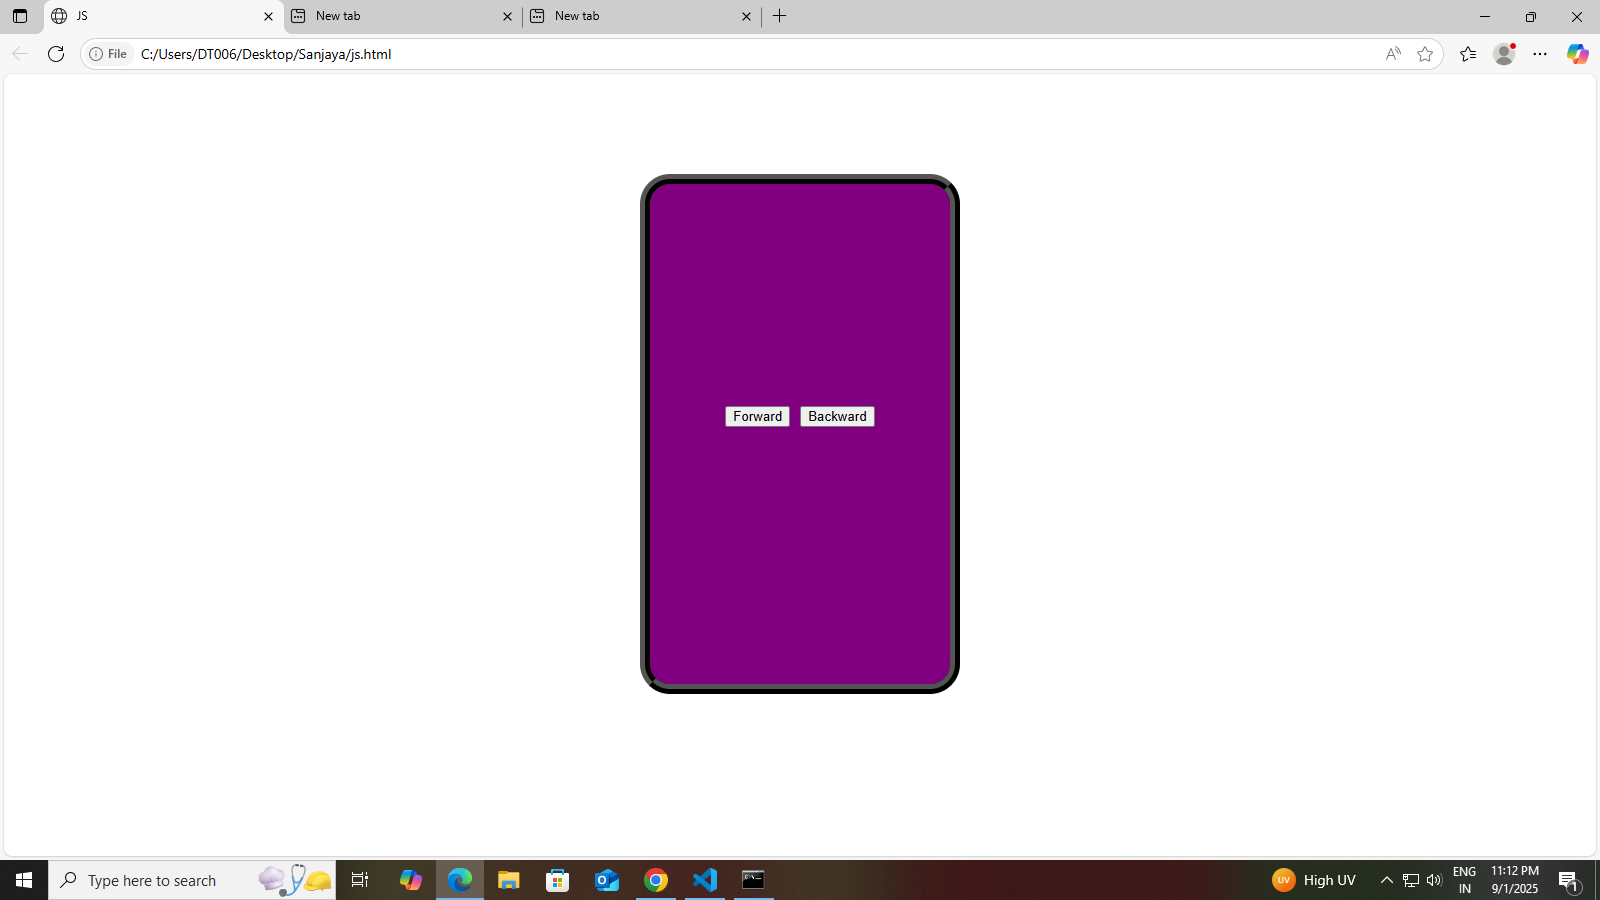 JS
New tab
New tab
File
C:/Users/DT006/Desktop/Sanjaya/js.html
Forward
Backward
Type here to search
UV
High UV
ENG
IN
11:12 PM
9/1/2025
1